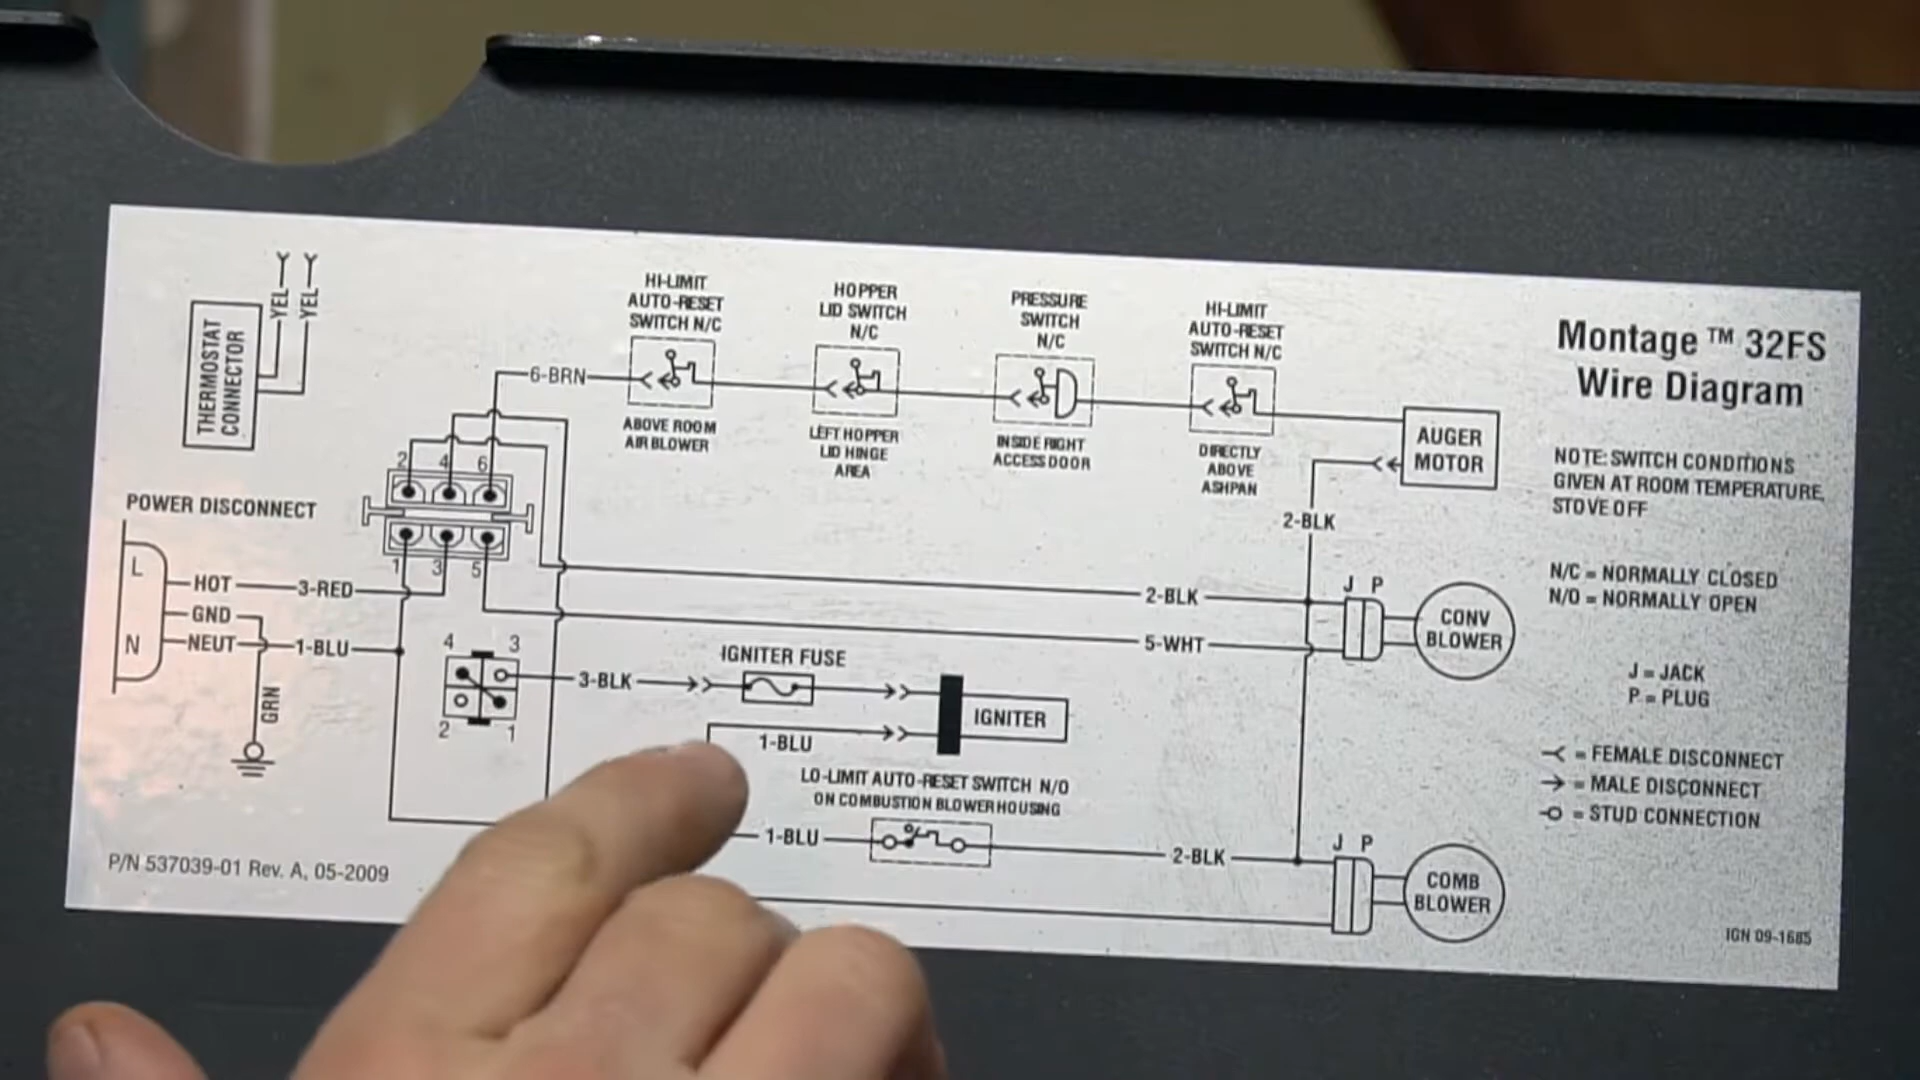 YEL
YEL
THERMOSTAT
CONNECTOR
HI-LIMIT
AUTO-RESET
SWITCH N/C
ABOVE ROOM
AIR BLOWER
HOPPER
LID SWITCH
N/C
LEFT HOPPER
LID HINGE
AREA
PRESSURE
SWITCH
N/C
INSIDE RIGHT
ACCESS DOOR
HI-LIMIT
AUTO-RESET
SWITCH N/C
DIRECTLY
ABOVE
ASHPAN
Montage ™ 32FS
Wire Diagram
6-BRN
AUGER
MOTOR
2-BLK
NOTE: SWITCH CONDITIONS
GIVEN AT ROOM TEMPERATURE,
STOVE OFF
N/C = NORMALLY CLOSED
N/O = NORMALLY OPEN
J = JACK
P = PLUG
= FEMALE DISCONNECT
= MALE DISCONNECT
= STUD CONNECTION
2 4 6
1 3 5
POWER DISCONNECT
L
N
HOT
3-RED
GND
NEUT
1-BLU
GRN
2-BLK
J P
CONV
BLOWER
5-WHT
4 3
2 1
3-BLK
IGNITER FUSE
IGNITER
1-BLU
LO-LIMIT AUTO-RESET SWITCH N/O
ON COMBUSTION BLOWER HOUSING
1-BLU
2-BLK
J P
COMB
BLOWER
P/N 537039-01 Rev. A, 05-2009
IGN 09-1685